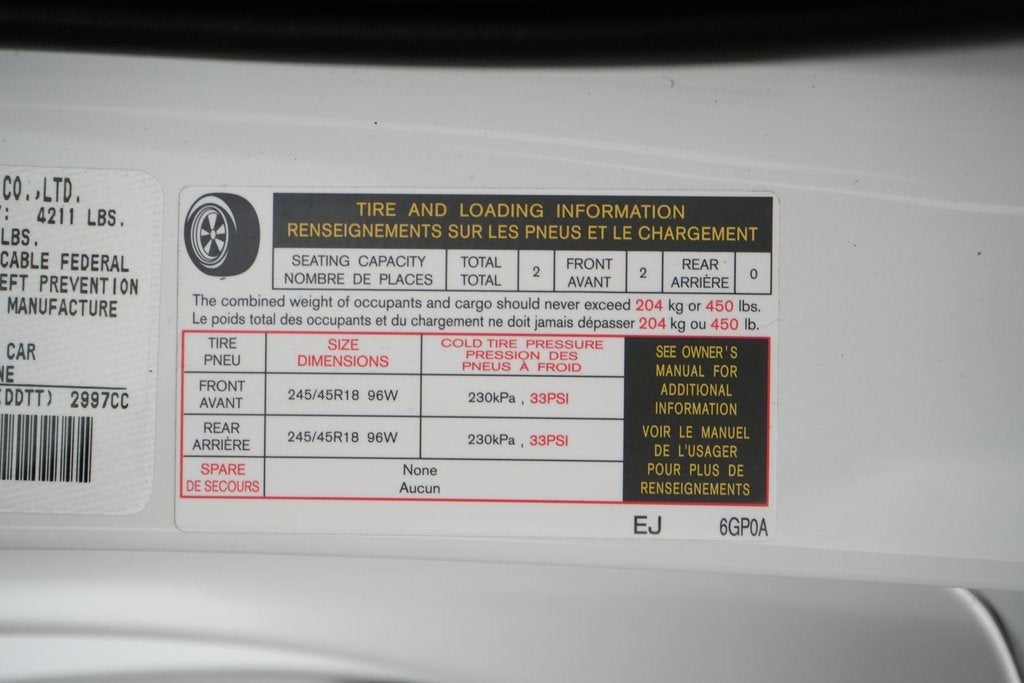 CO.,LTD.
: 4211 LBS.
LBS.
CABLE FEDERAL
EFT PREVENTION
MANUFACTURE
CAR
NE
(DDTT) 2997CC
TIRE AND LOADING INFORMATION
RENSEIGNEMENTS SUR LES PNEUS ET LE CHARGEMENT
SEATING CAPACITY TOTAL 2 FRONT 2 REAR 0
NOMBRE DE PLACES TOTAL AVANT ARRIÈRE
The combined weight of occupants and cargo should never exceed 204 kg or 450 lbs.
Le poids total des occupants et du chargement ne doit jamais dépasser 204 kg ou 450 lb.
TIRE SIZE COLD TIRE PRESSURE
PNEU DIMENSIONS PRESSION DES
PNEUS À FROID
FRONT
AVANT
245/45R18 96W 230kPa , 33PSI
REAR
ARRIÈRE
245/45R18 96W 230kPa , 33PSI
SPARE None
DE SECOURS Aucun
SEE OWNER'S
MANUAL FOR
ADDITIONAL
INFORMATION
VOIR LE MANUEL
DE L'USAGER
POUR PLUS DE
RENSEIGNEMENTS
EJ 6GP0A